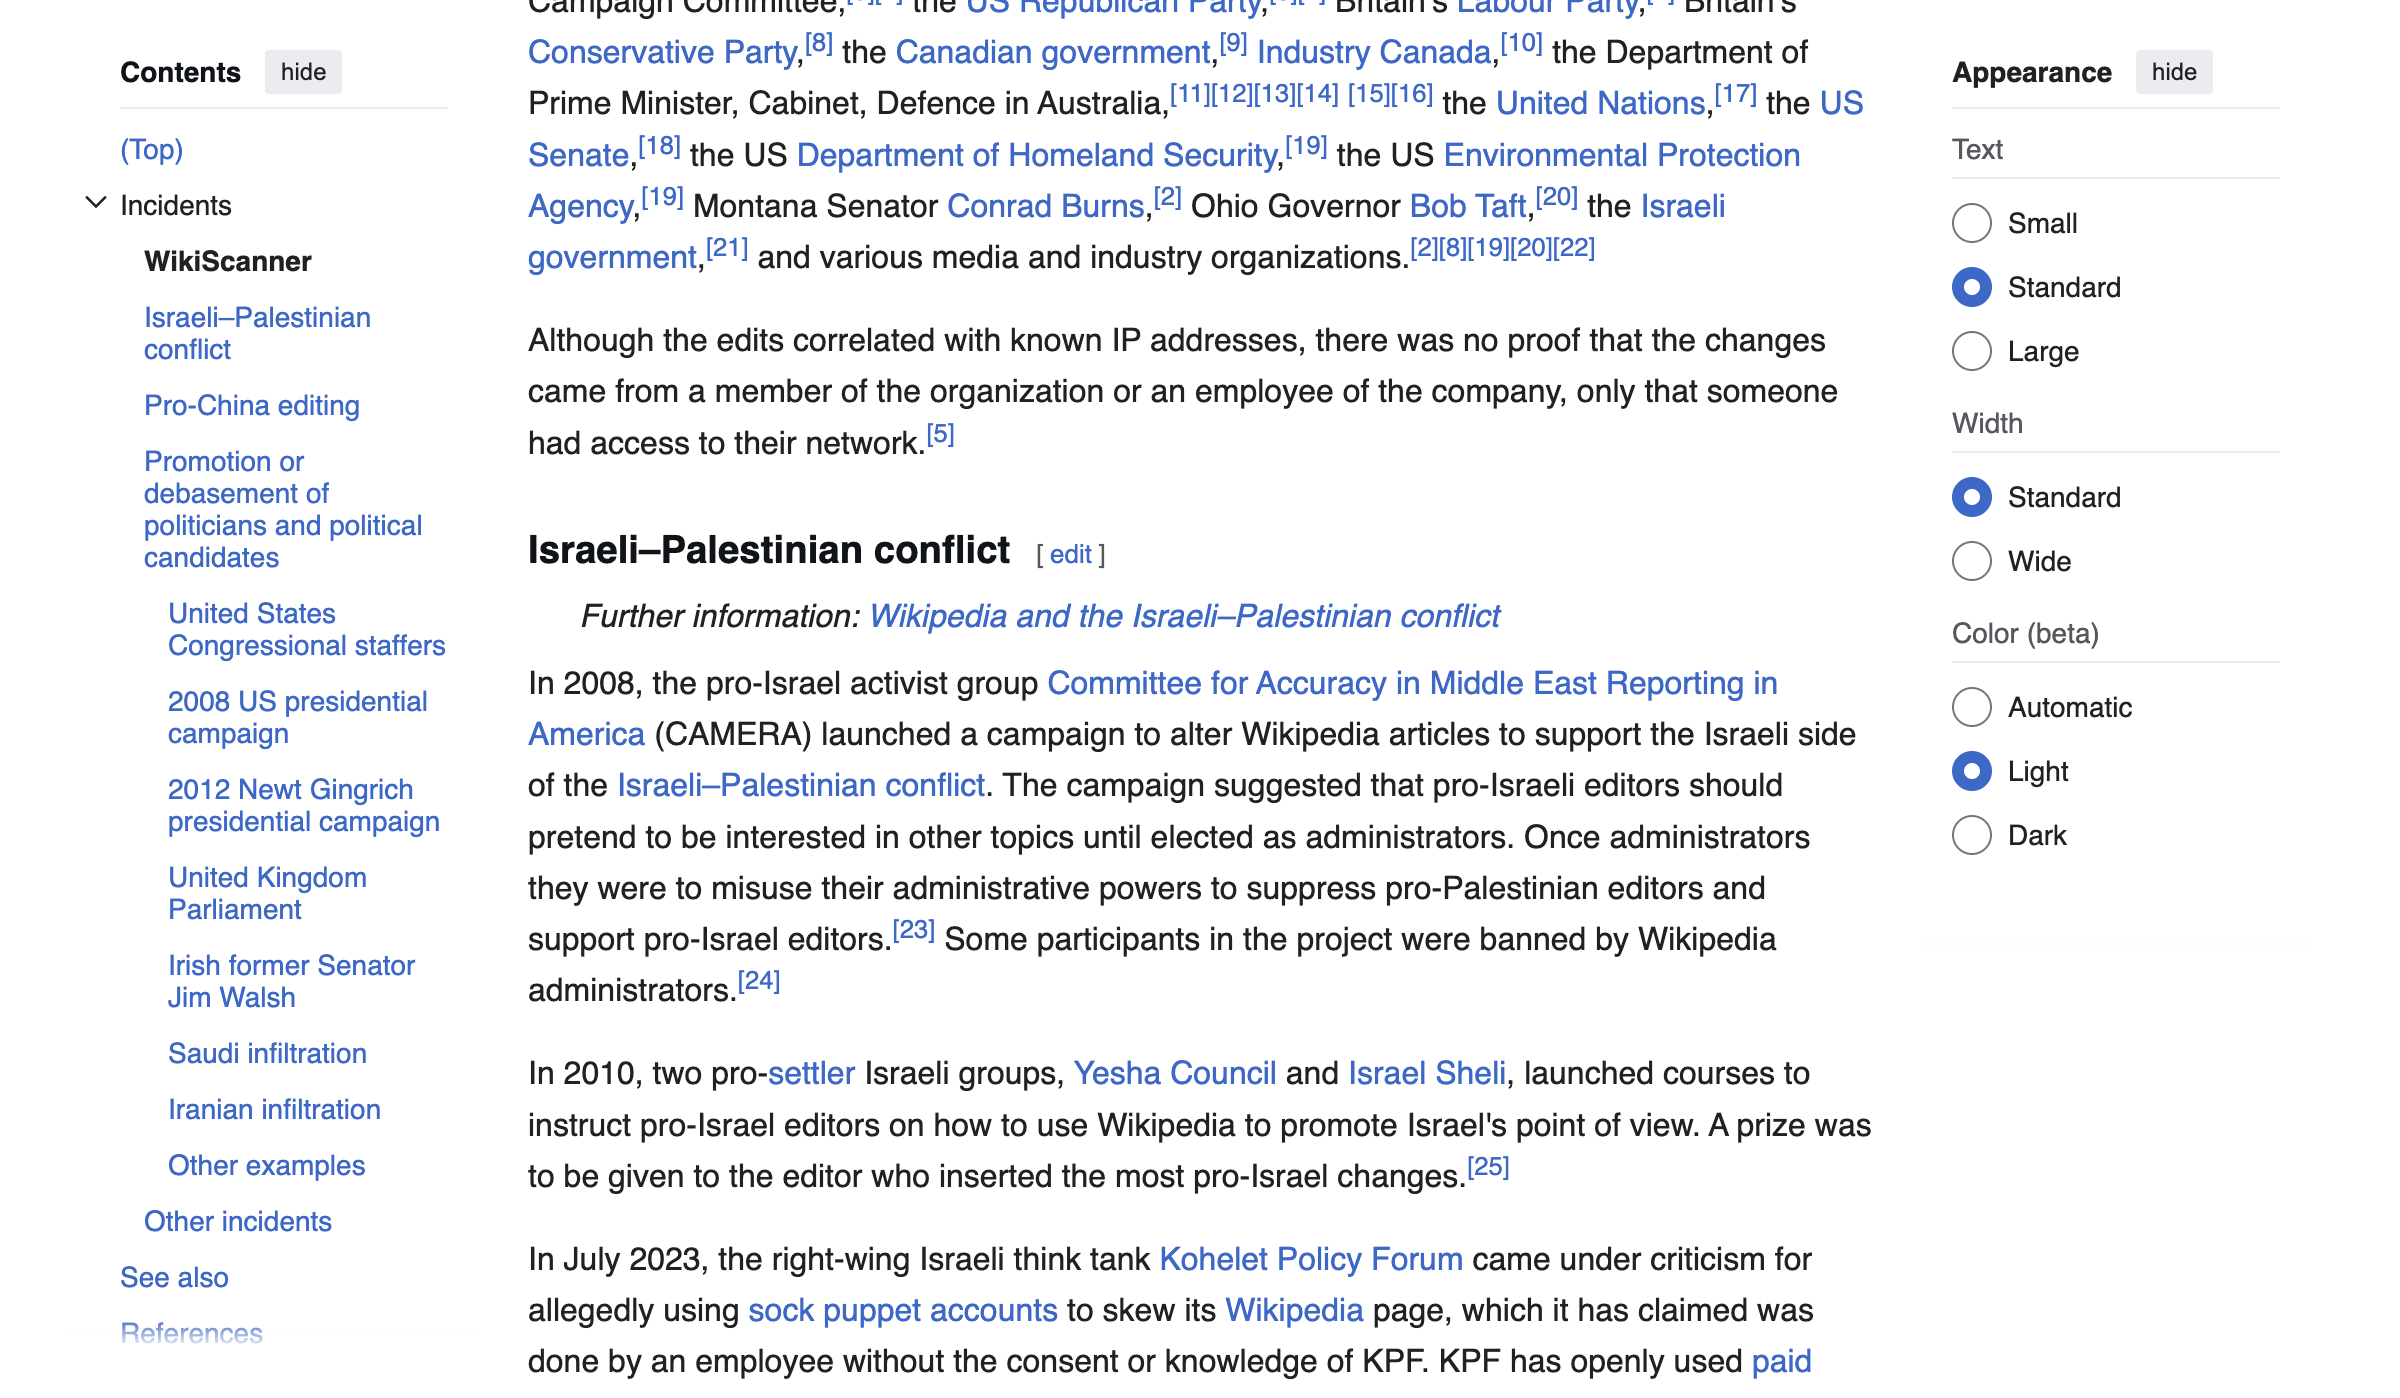 Contents hide
(Top)
Incidents
WikiScanner
Israeli–Palestinian
conflict
Pro-China editing
Promotion or
debasement of
politicians and political
candidates
United States
Congressional staffers
2008 US presidential
campaign
2012 Newt Gingrich
presidential campaign
United Kingdom
Parliament
Irish former Senator
Jim Walsh
Saudi infiltration
Iranian infiltration
Other examples
Other incidents
See also
References
Campaign Committee, the US Republican Party, Britain's Labour Party, Britain's
Conservative Party,[8] the Canadian government,[9] Industry Canada,[10] the Department of
Prime Minister, Cabinet, Defence in Australia,[11][12][13][14] [15][16] the United Nations,[17] the US
Senate,[18] the US Department of Homeland Security,[19] the US Environmental Protection
Agency,[19] Montana Senator Conrad Burns,[2] Ohio Governor Bob Taft,[20] the Israeli
government,[21] and various media and industry organizations.[2][8][19][20][22]
Although the edits correlated with known IP addresses, there was no proof that the changes
came from a member of the organization or an employee of the company, only that someone
had access to their network.[5]
Israeli–Palestinian conflict [ edit ]
Further information: Wikipedia and the Israeli–Palestinian conflict
In 2008, the pro-Israel activist group Committee for Accuracy in Middle East Reporting in
America (CAMERA) launched a campaign to alter Wikipedia articles to support the Israeli side
of the Israeli–Palestinian conflict. The campaign suggested that pro-Israeli editors should
pretend to be interested in other topics until elected as administrators. Once administrators
they were to misuse their administrative powers to suppress pro-Palestinian editors and
support pro-Israel editors.[23] Some participants in the project were banned by Wikipedia
administrators.[24]
In 2010, two pro-settler Israeli groups, Yesha Council and Israel Sheli, launched courses to
instruct pro-Israel editors on how to use Wikipedia to promote Israel's point of view. A prize was
to be given to the editor who inserted the most pro-Israel changes.[25]
In July 2023, the right-wing Israeli think tank Kohelet Policy Forum came under criticism for
allegedly using sock puppet accounts to skew its Wikipedia page, which it has claimed was
done by an employee without the consent or knowledge of KPF. KPF has openly used paid
Appearance hide
Text
Small
Standard
Large
Width
Standard
Wide
Color (beta)
Automatic
Light
Dark